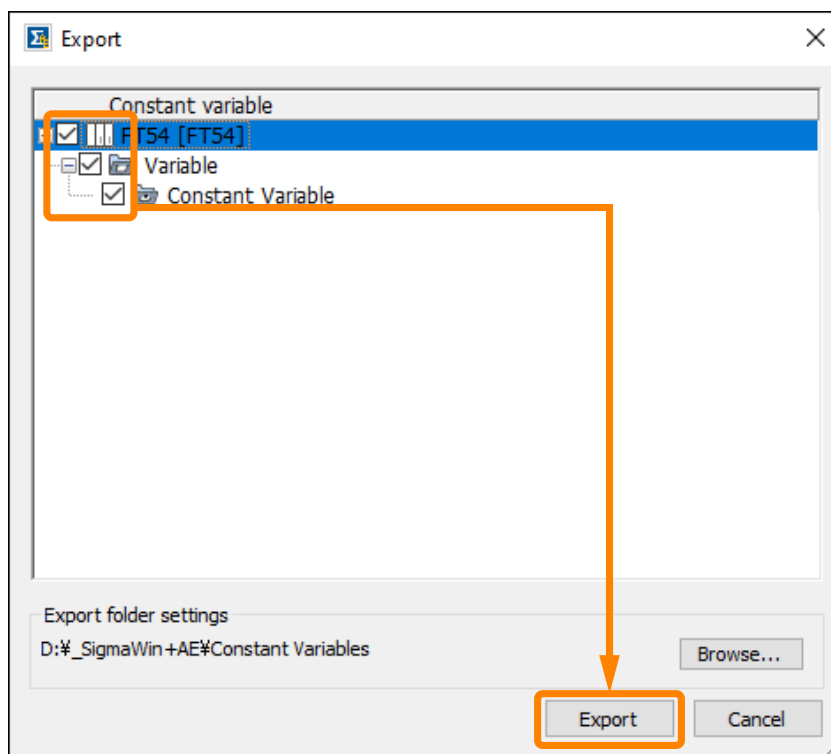 Export
Constant variable
FT54 [FT54]
Variable
Constant Variable
Export folder settings
D:¥_SigmaWin+AE¥Constant Variables
Browse...
Export
Cancel